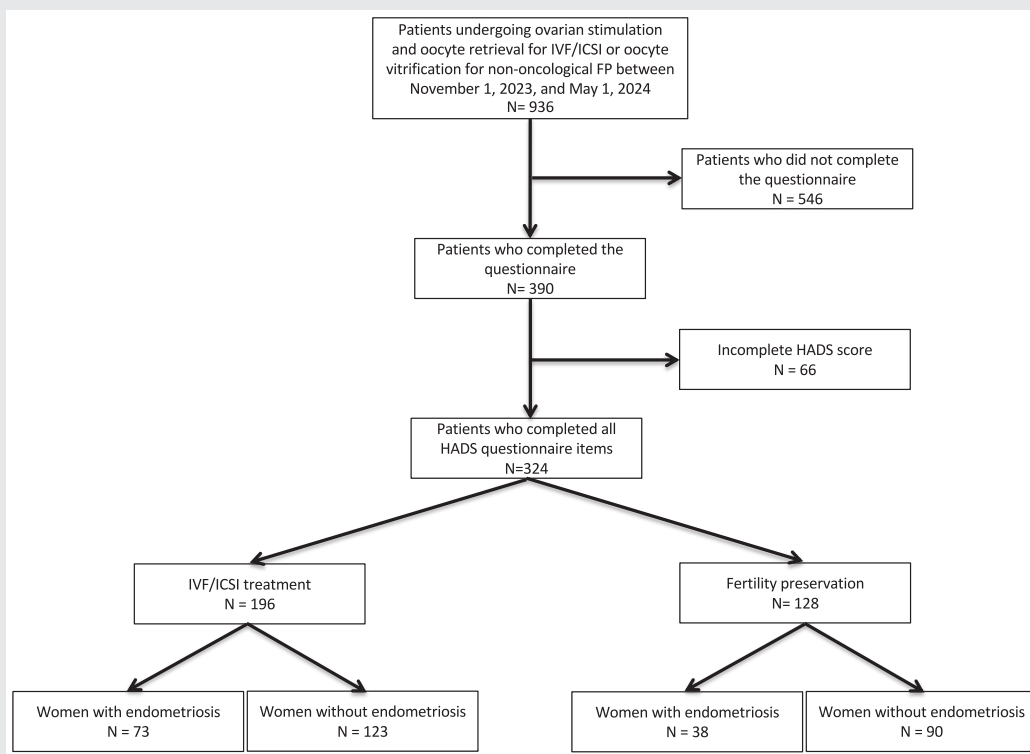 Patients undergoing ovarian stimulation
and oocyte retrieval for IVF/ICSI or oocyte
vitrification for non-oncological FP between
November 1, 2023, and May 1, 2024
N= 936
Patients who did not complete
the questionnaire
N = 546
Patients who completed the
questionnaire
N= 390
Incomplete HADS score
N = 66
Patients who completed all
HADS questionnaire items
N=324
IVF/ICSI treatment
N = 196
Fertility preservation
N= 128
Women with endometriosis
N = 73
Women without endometriosis
N = 123
Women with endometriosis
N = 38
Women without endometriosis
N = 90